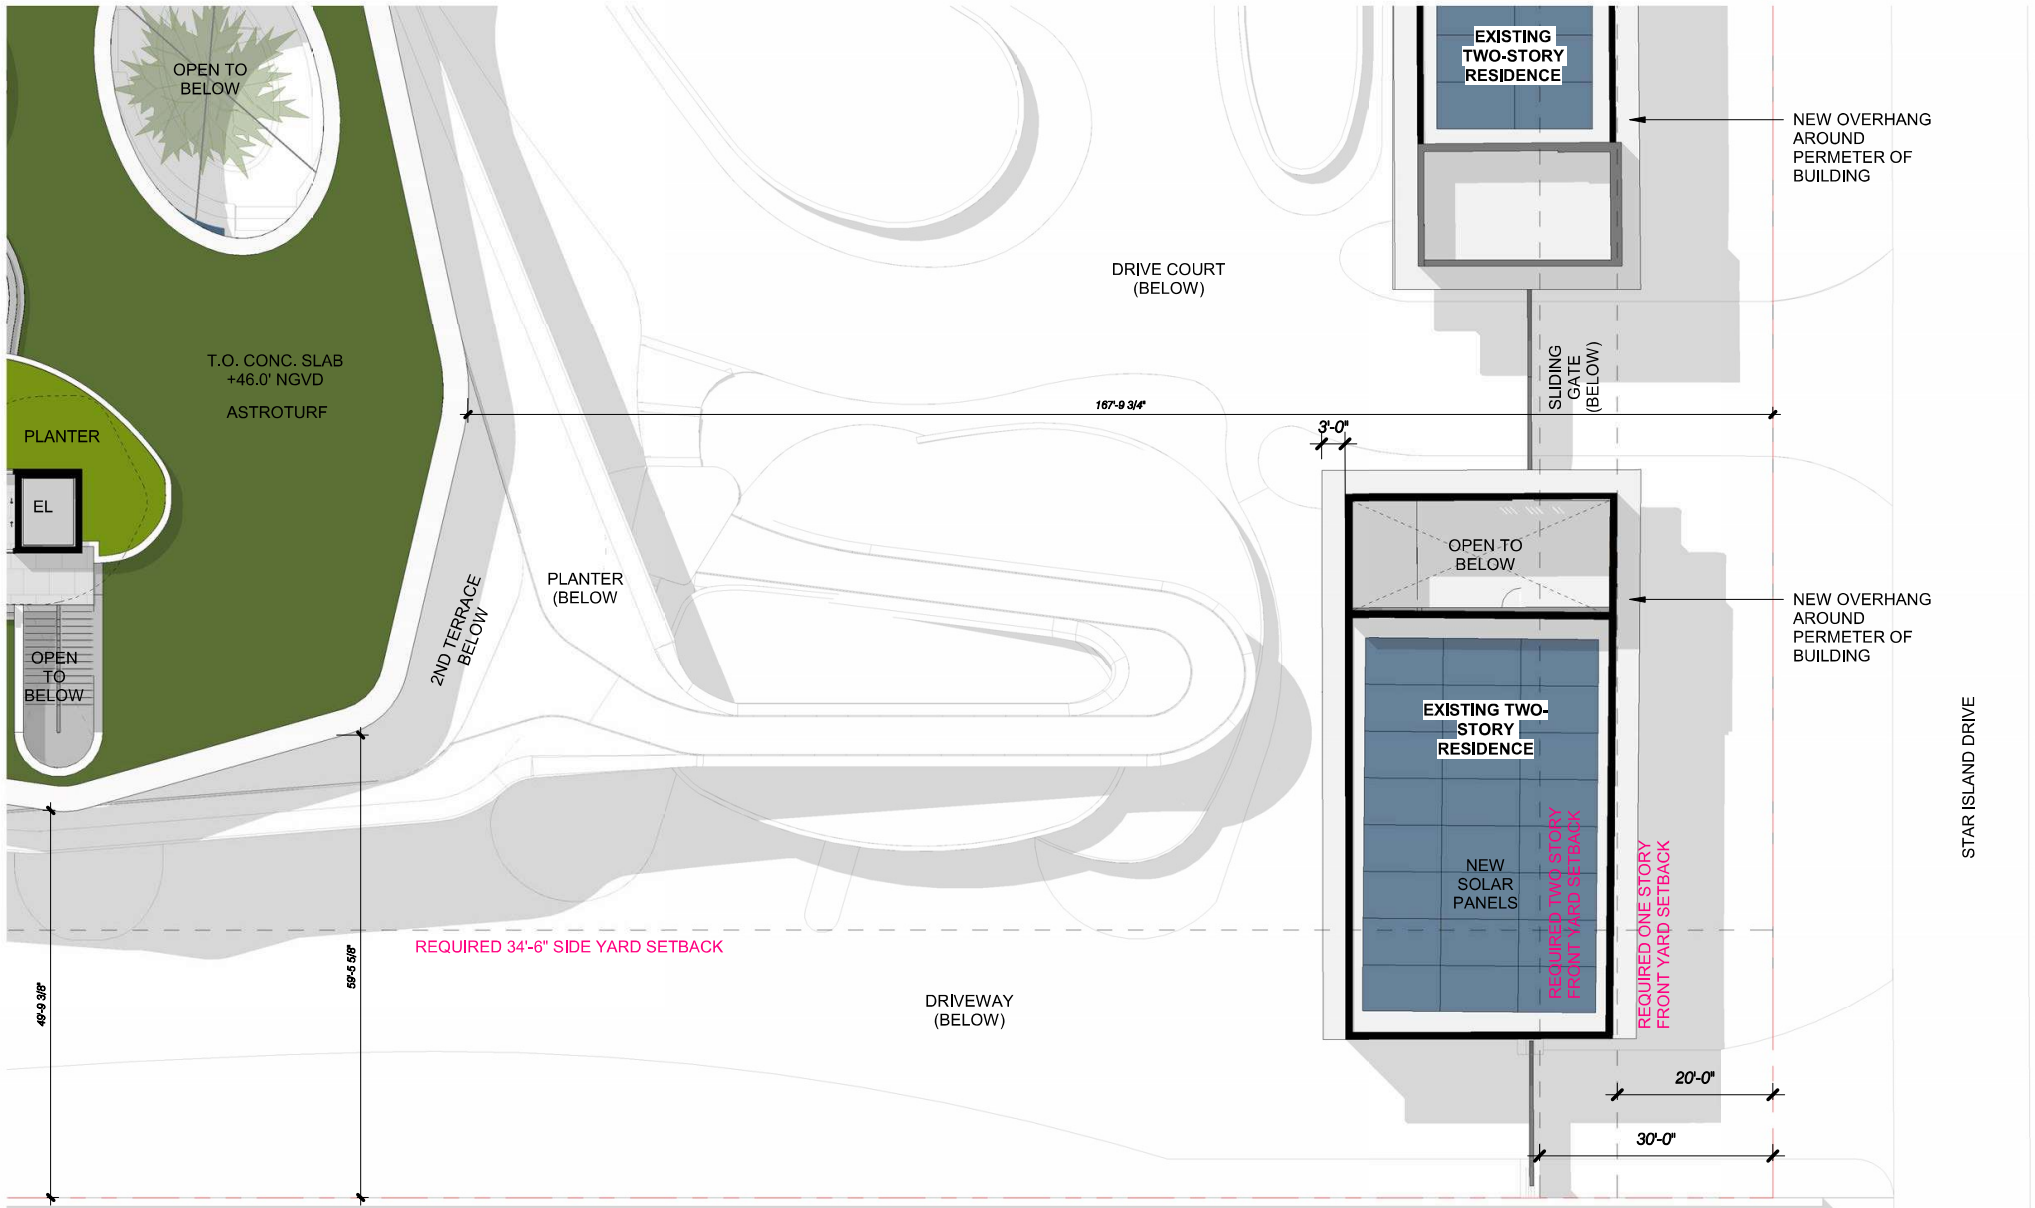 OPEN TO
BELOW
EXISTING
TWO-STORY
RESIDENCE
NEW OVERHANG
AROUND
PERMETER OF
BUILDING
DRIVE COURT
(BELOW)
T.O. CONC. SLAB
+46.0' NGVD
ASTROTURF
PLANTER
EL
OPEN
TO
BELOW
167'-9 3/4"
SLIDING
GATE
(BELOW)
3'-0"
2ND TERRACE
BELOW
PLANTER
(BELOW
OPEN TO
BELOW
NEW OVERHANG
AROUND
PERMETER OF
BUILDING
EXISTING TWO-
STORY
RESIDENCE
NEW
SOLAR
PANELS
REQUIRED TWO STORY
FRONT YARD SETBACK
REQUIRED ONE STORY
FRONT YARD SETBACK
STAR ISLAND DRIVE
REQUIRED 34'-6" SIDE YARD SETBACK
49'-9 3/8"
59'-5 5/8"
DRIVEWAY
(BELOW)
20'-0"
30'-0"